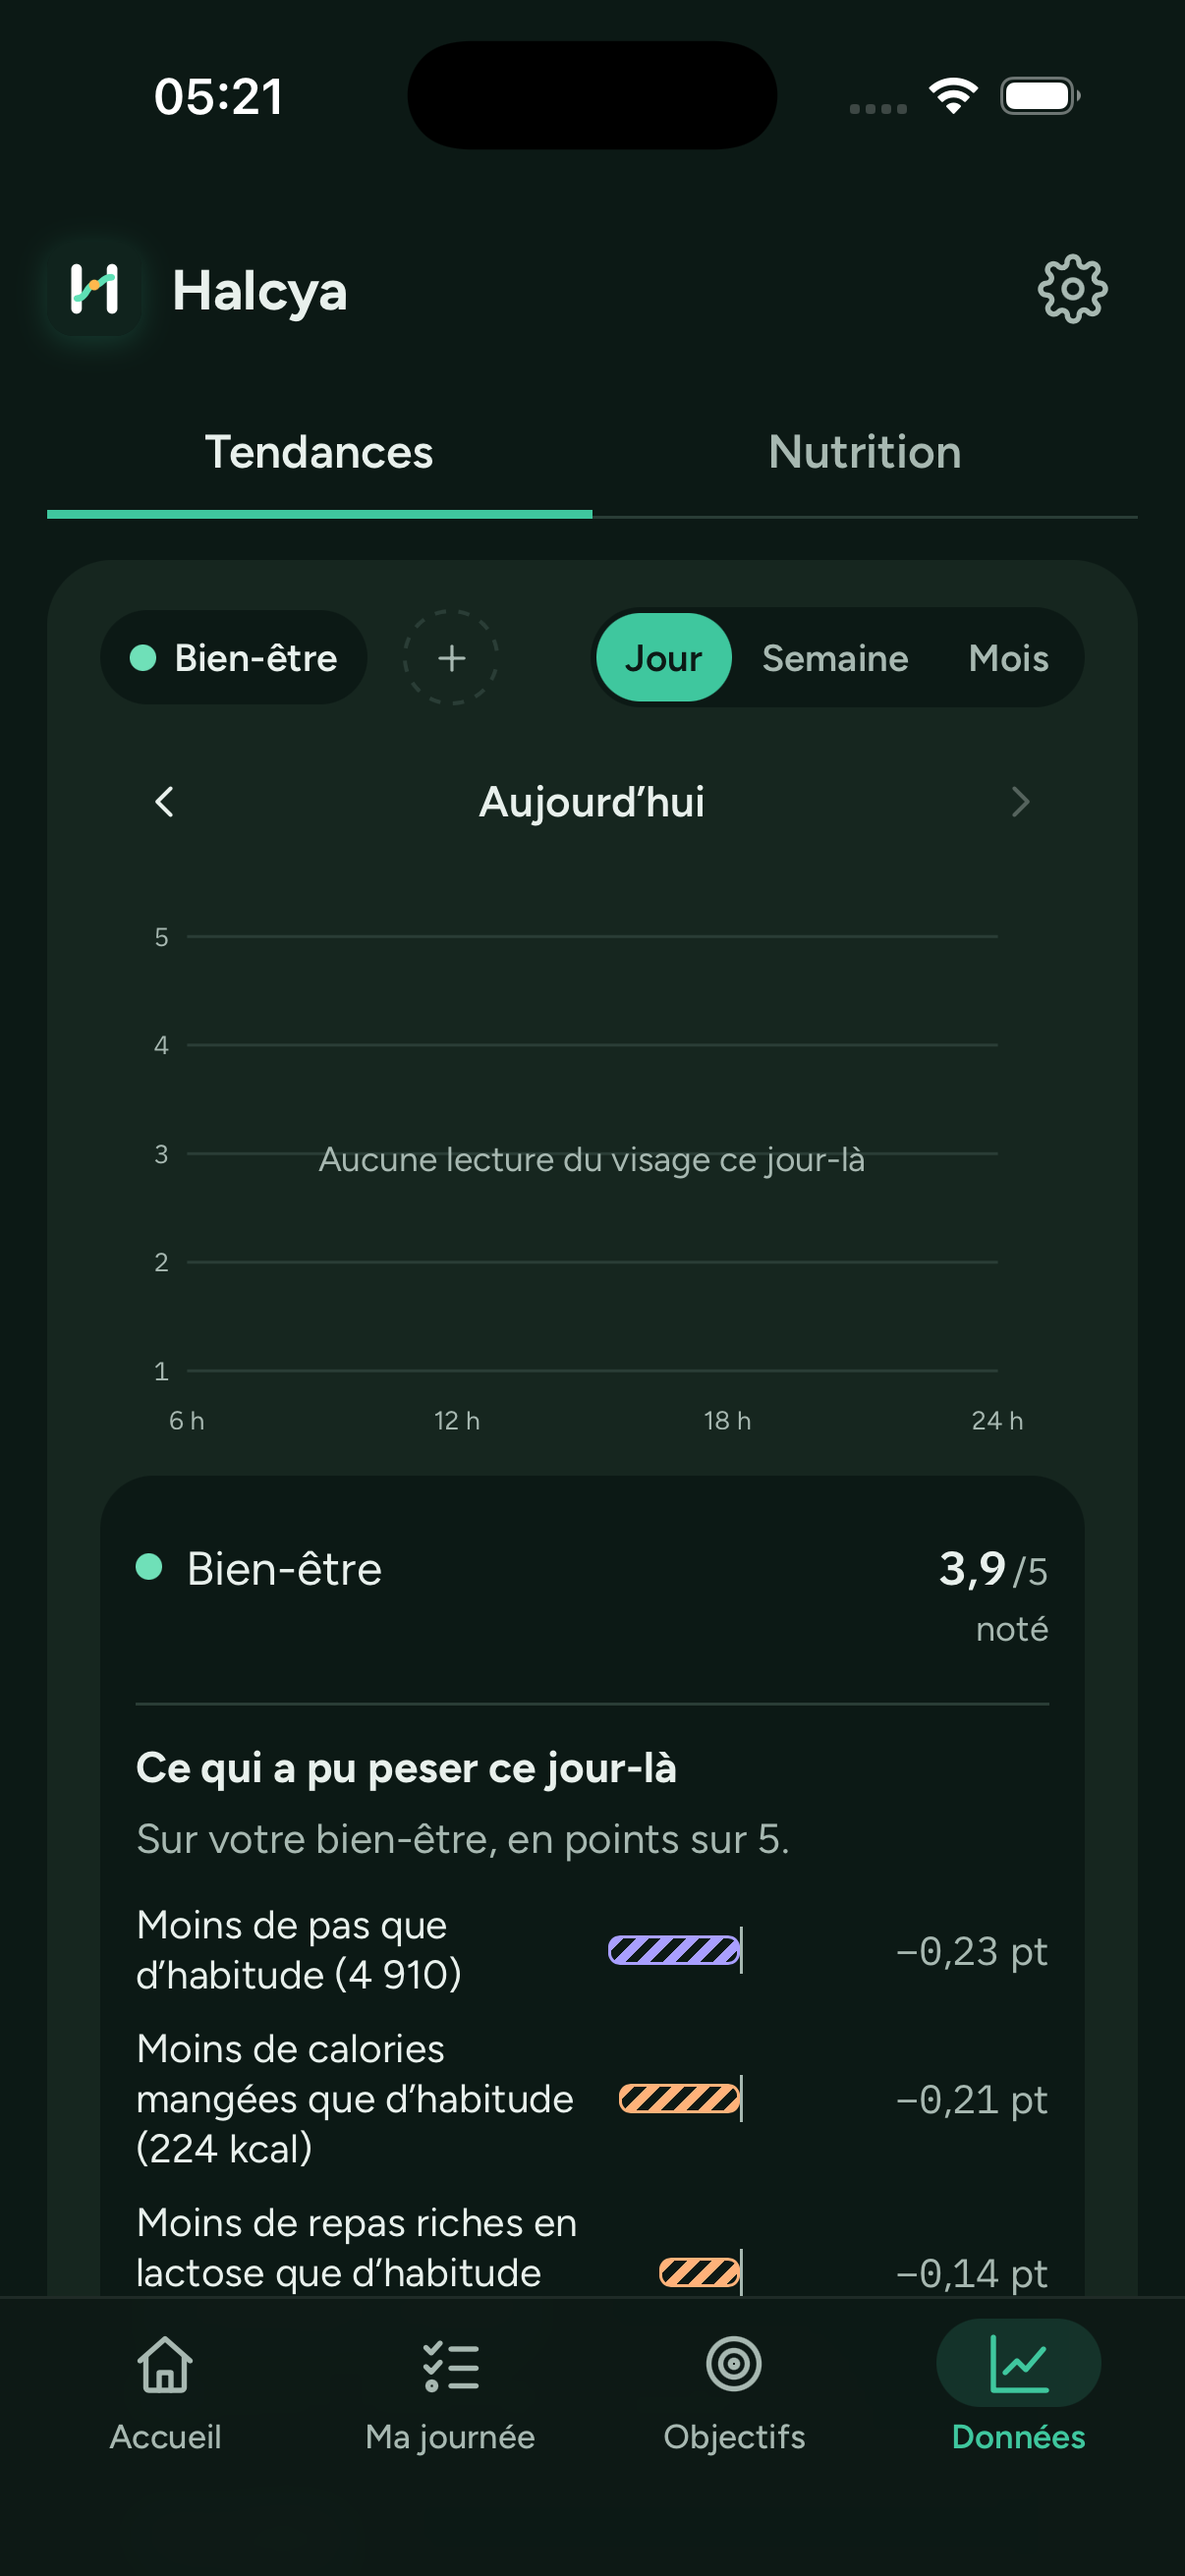 05:21
Halcya
Tendances
Nutrition
Bien-être
+
Jour
Semaine
Mois
Aujourd’hui
5
4
3
Aucune lecture du visage ce jour-là
2
1
6 h
12 h
18 h
24 h
Bien-être
3,9/5
noté
Ce qui a pu peser ce jour-là
Sur votre bien-être, en points sur 5.
Moins de pas que
d’habitude (4 910)
−0,23 pt
Moins de calories
mangées que d’habitude
(224 kcal)
−0,21 pt
Moins de repas riches en
lactose que d’habitude
−0,14 pt
Accueil
Ma journée
Objectifs
Données